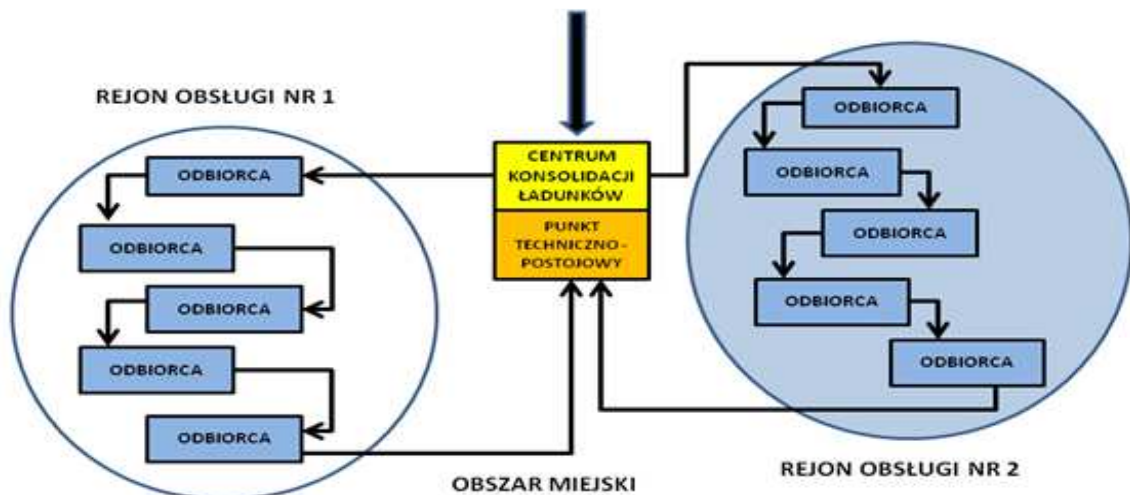 REJON OBSŁUGI NR 1
ODBIORCA
ODBIORCA
ODBIORCA
ODBIORCA
ODBIORCA
CENTRUM
KONSOLIDACJI
ŁADUNKÓW
PUNKT
TECHNICZNO -
POSTOJOWY
ODBIORCA
ODBIORCA
ODBIORCA
ODBIORCA
ODBIORCA
REJON OBSŁUGI NR 2
OBSZAR MIEJSKI